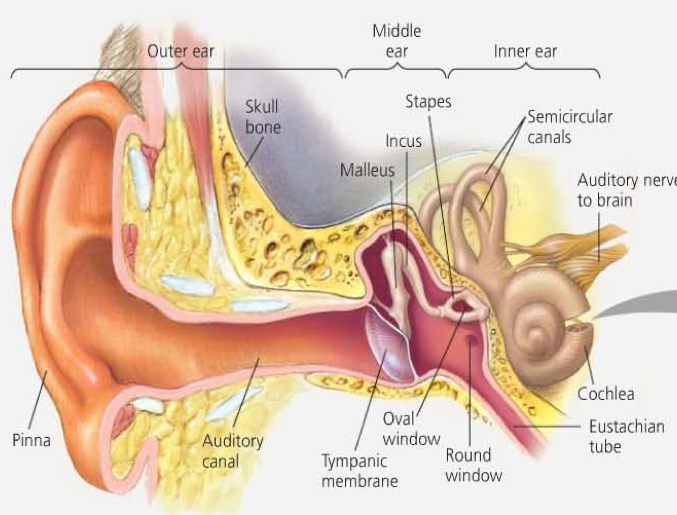 Outer ear
Middle
ear
Inner ear
Skull
bone
Stapes
Incus
Malleus
Semicircular
canals
Auditory nerve
to brain
Pinna
Auditory
canal
Tympanic
membrane
Oval
window
Round
window
Cochlea
Eustachian
tube